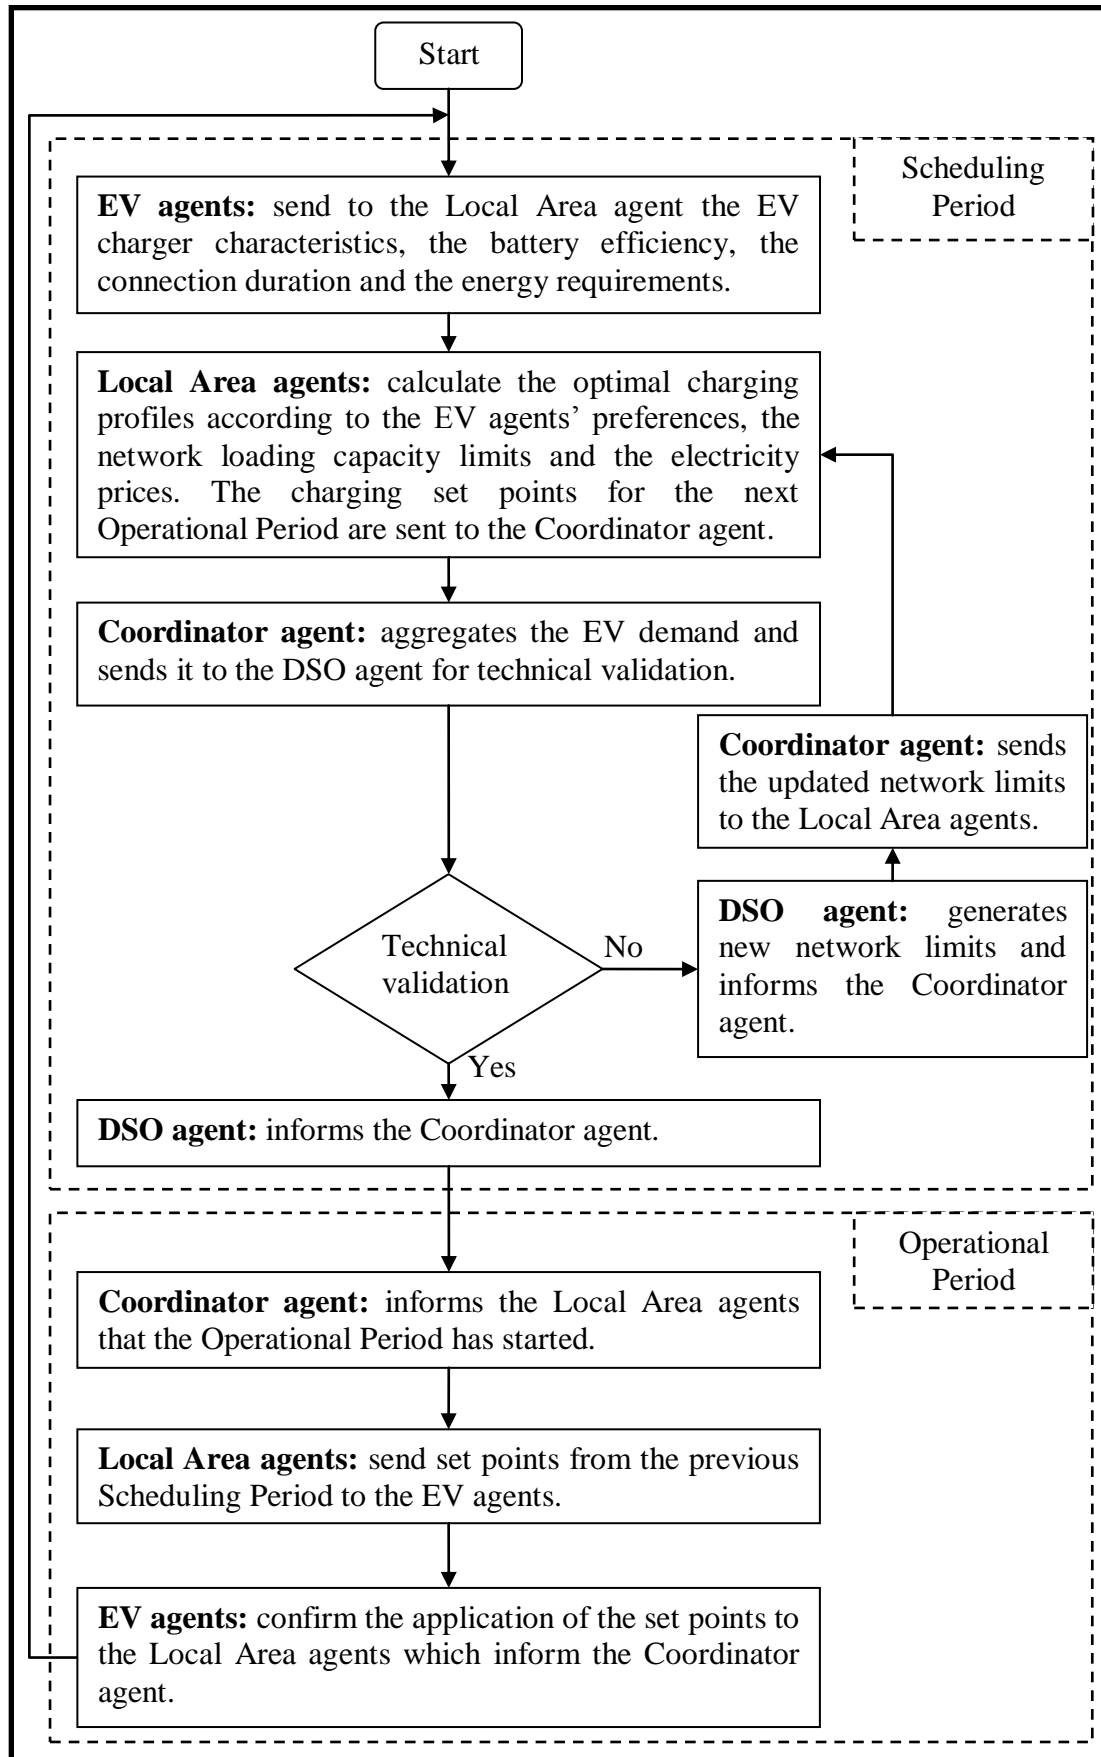 Start
Scheduling
Period
EV agents: send to the Local Area agent the EV
charger characteristics, the battery efficiency, the
connection duration and the energy requirements.
Local Area agents: calculate the optimal charging
profiles according to the EV agents’ preferences, the
network loading capacity limits and the electricity
prices. The charging set points for the next
Operational Period are sent to the Coordinator agent.
Coordinator agent: aggregates the EV demand and
sends it to the DSO agent for technical validation.
Coordinator agent: sends
the updated network limits
to the Local Area agents.
DSO agent: generates
new network limits and
informs the Coordinator
agent.
Technical
validation
No
Yes
DSO agent: informs the Coordinator agent.
Operational
Period
Coordinator agent: informs the Local Area agents
that the Operational Period has started.
Local Area agents: send set points from the previous
Scheduling Period to the EV agents.
EV agents: confirm the application of the set points to
the Local Area agents which inform the Coordinator
agent.